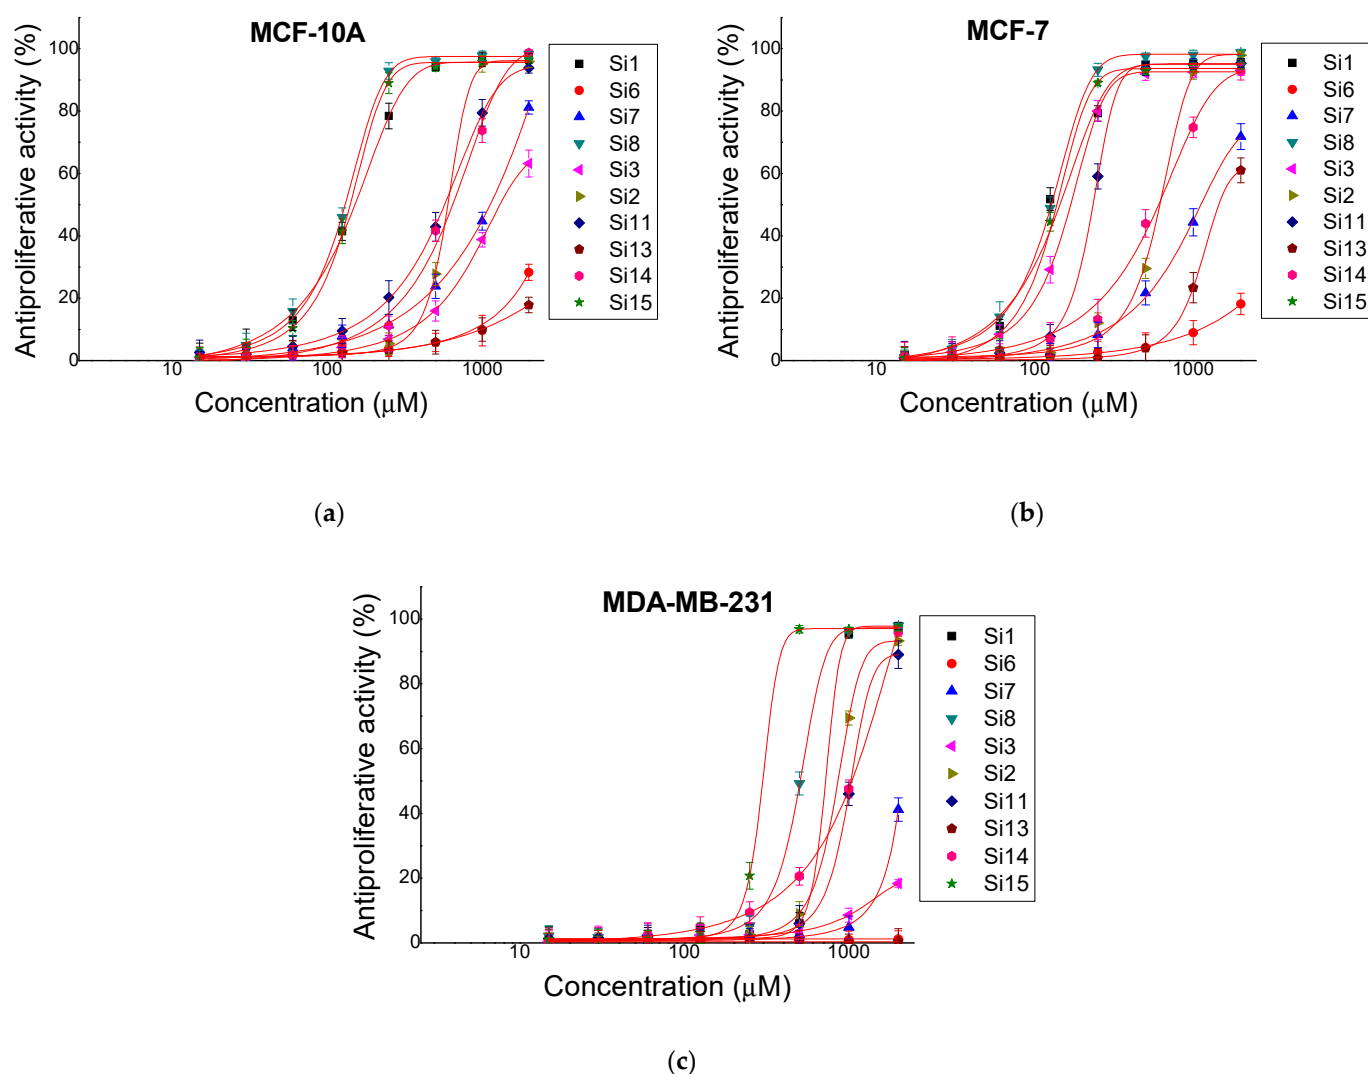 MCF-10A
Antiproliferative activity (%)
100
80
60
40
20
0
10 100 1000
Concentration (μM)
Si1
Si6
Si7
Si8
Si3
Si2
Si11
Si13
Si14
Si15
(a)
MCF-7
Antiproliferative activity (%)
100
80
60
40
20
0
10 100 1000
Concentration (μM)
Si1
Si6
Si7
Si8
Si3
Si2
Si11
Si13
Si14
Si15
(b)
MDA-MB-231
Antiproliferative activity (%)
100
80
60
40
20
0
10 100 1000
Concentration (μM)
Si1
Si6
Si7
Si8
Si3
Si2
Si11
Si13
Si14
Si15
(c)